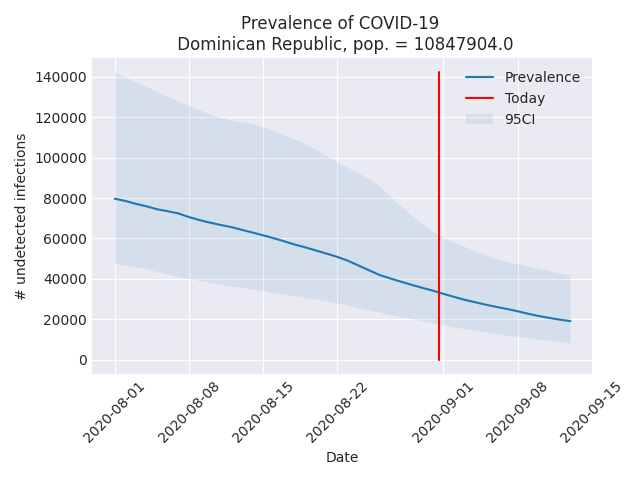 Prevalence of COVID-19
Dominican Republic, pop. = 10847904.0
Prevalence
Today
95CI
# undetected infections
140000
120000
100000
80000
60000
40000
20000
0
2020-08-01
2020-08-08
2020-08-15
2020-08-22
2020-09-01
2020-09-08
2020-09-15
Date